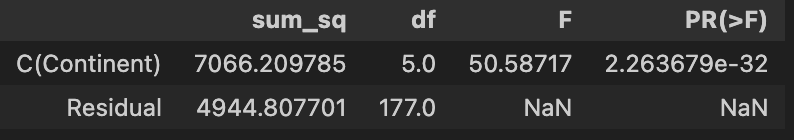 sum_sq df F PR(>F)
C(Continent) 7066.209785 5.0 50.58717 2.263679e-32
Residual 4944.807701 177.0 NaN NaN